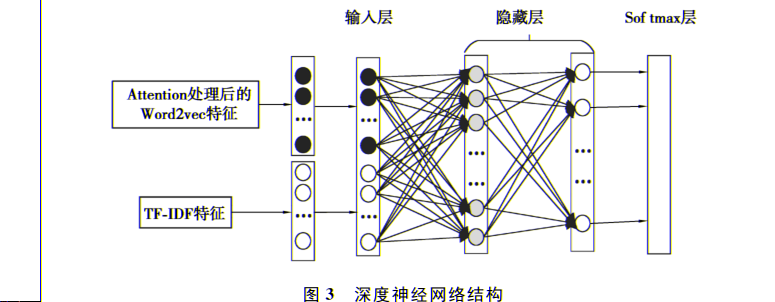 输入层
隐藏层
Sof tmax层
Attention处理后的
Word2vec特征
TF-IDF特征
图 3 深度神经网络结构